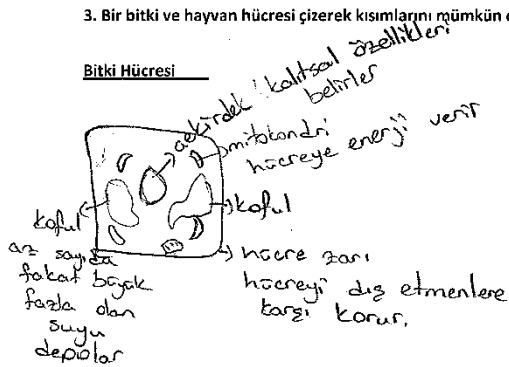 3. Bir bitki ve hayvan hücresi çizerek kısımlarını mümkün
Bitki Hücresi
çekirdek! kalıtsal özellikleri
belirler
mitokondri
hücreye enerji verir
koful
az sayıda
fakat büyük
fazla olan
suyu
depolar
koful
hücre zarı
hücreyi dış etmenlere
karşı korur.